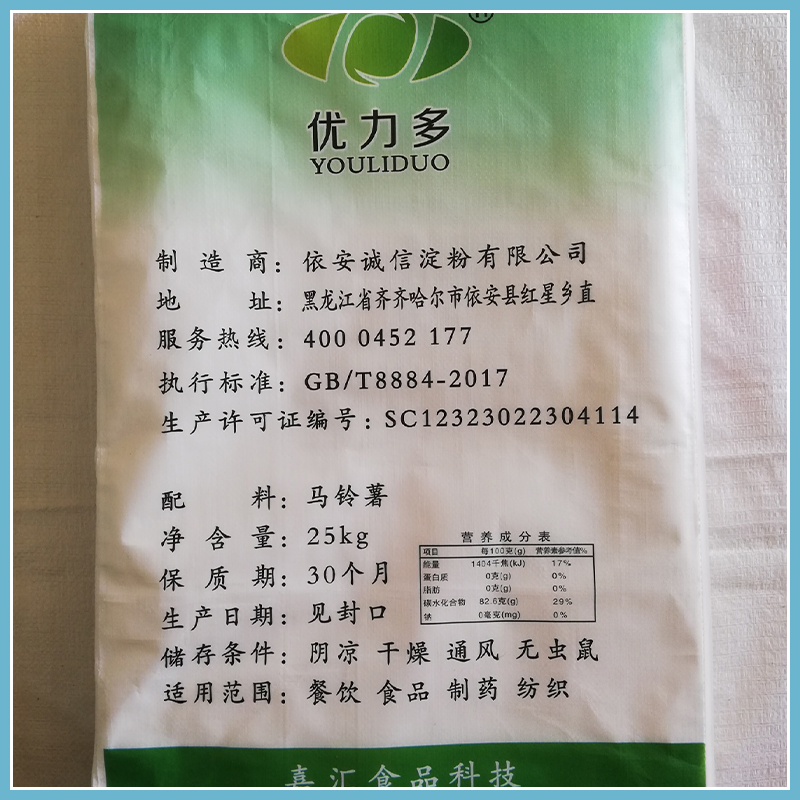 优力多
YOULIDUO
制造商：依安诚信淀粉有限公司
地址：黑龙江省齐齐哈尔市依安县红星乡直
服务热线：400 0452 177
执行标准：GB/T8884-2017
生产许可证编号：SC12323022304114
配料：马铃薯
净含量：25kg
保质期：30个月
生产日期：见封口
储存条件：阴凉 干燥 通风 无虫鼠
适用范围：餐饮 食品 制药 纺织
营养成分表
项目 每100克(g) 营养素参考值%
能量 1404千焦(kJ) 17%
蛋白质 0克(g) 0%
脂肪 0克(g) 0%
碳水化合物 82.6克(g) 29%
钠 0毫克(mg) 0%
喜汇食品科技